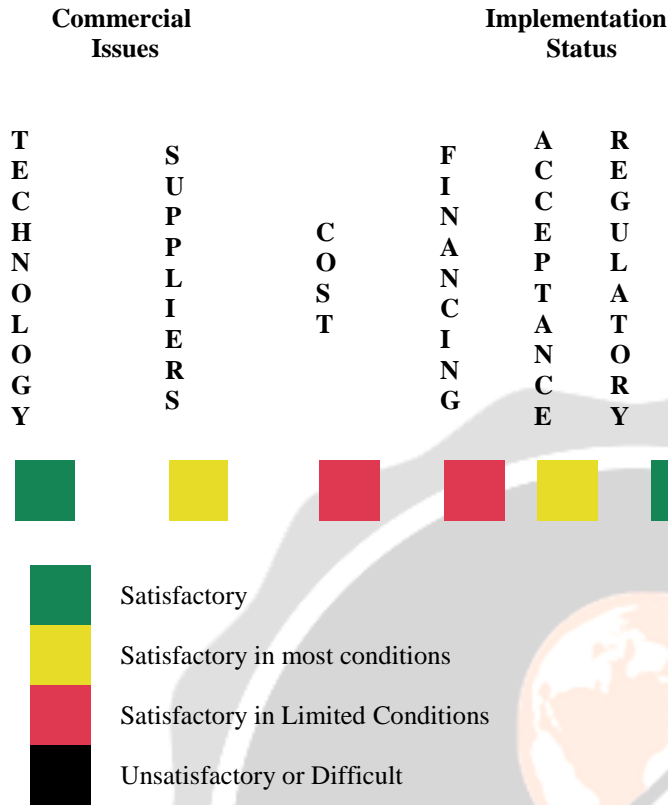 Commercial
Issues
Implementation
Status
TECHNOLOGY
SUPPLIERS
COST
FINANCING
ACCEPTANCE
REGULATORY
Satisfactory
Satisfactory in most conditions
Satisfactory in Limited Conditions
Unsatisfactory or Difficult